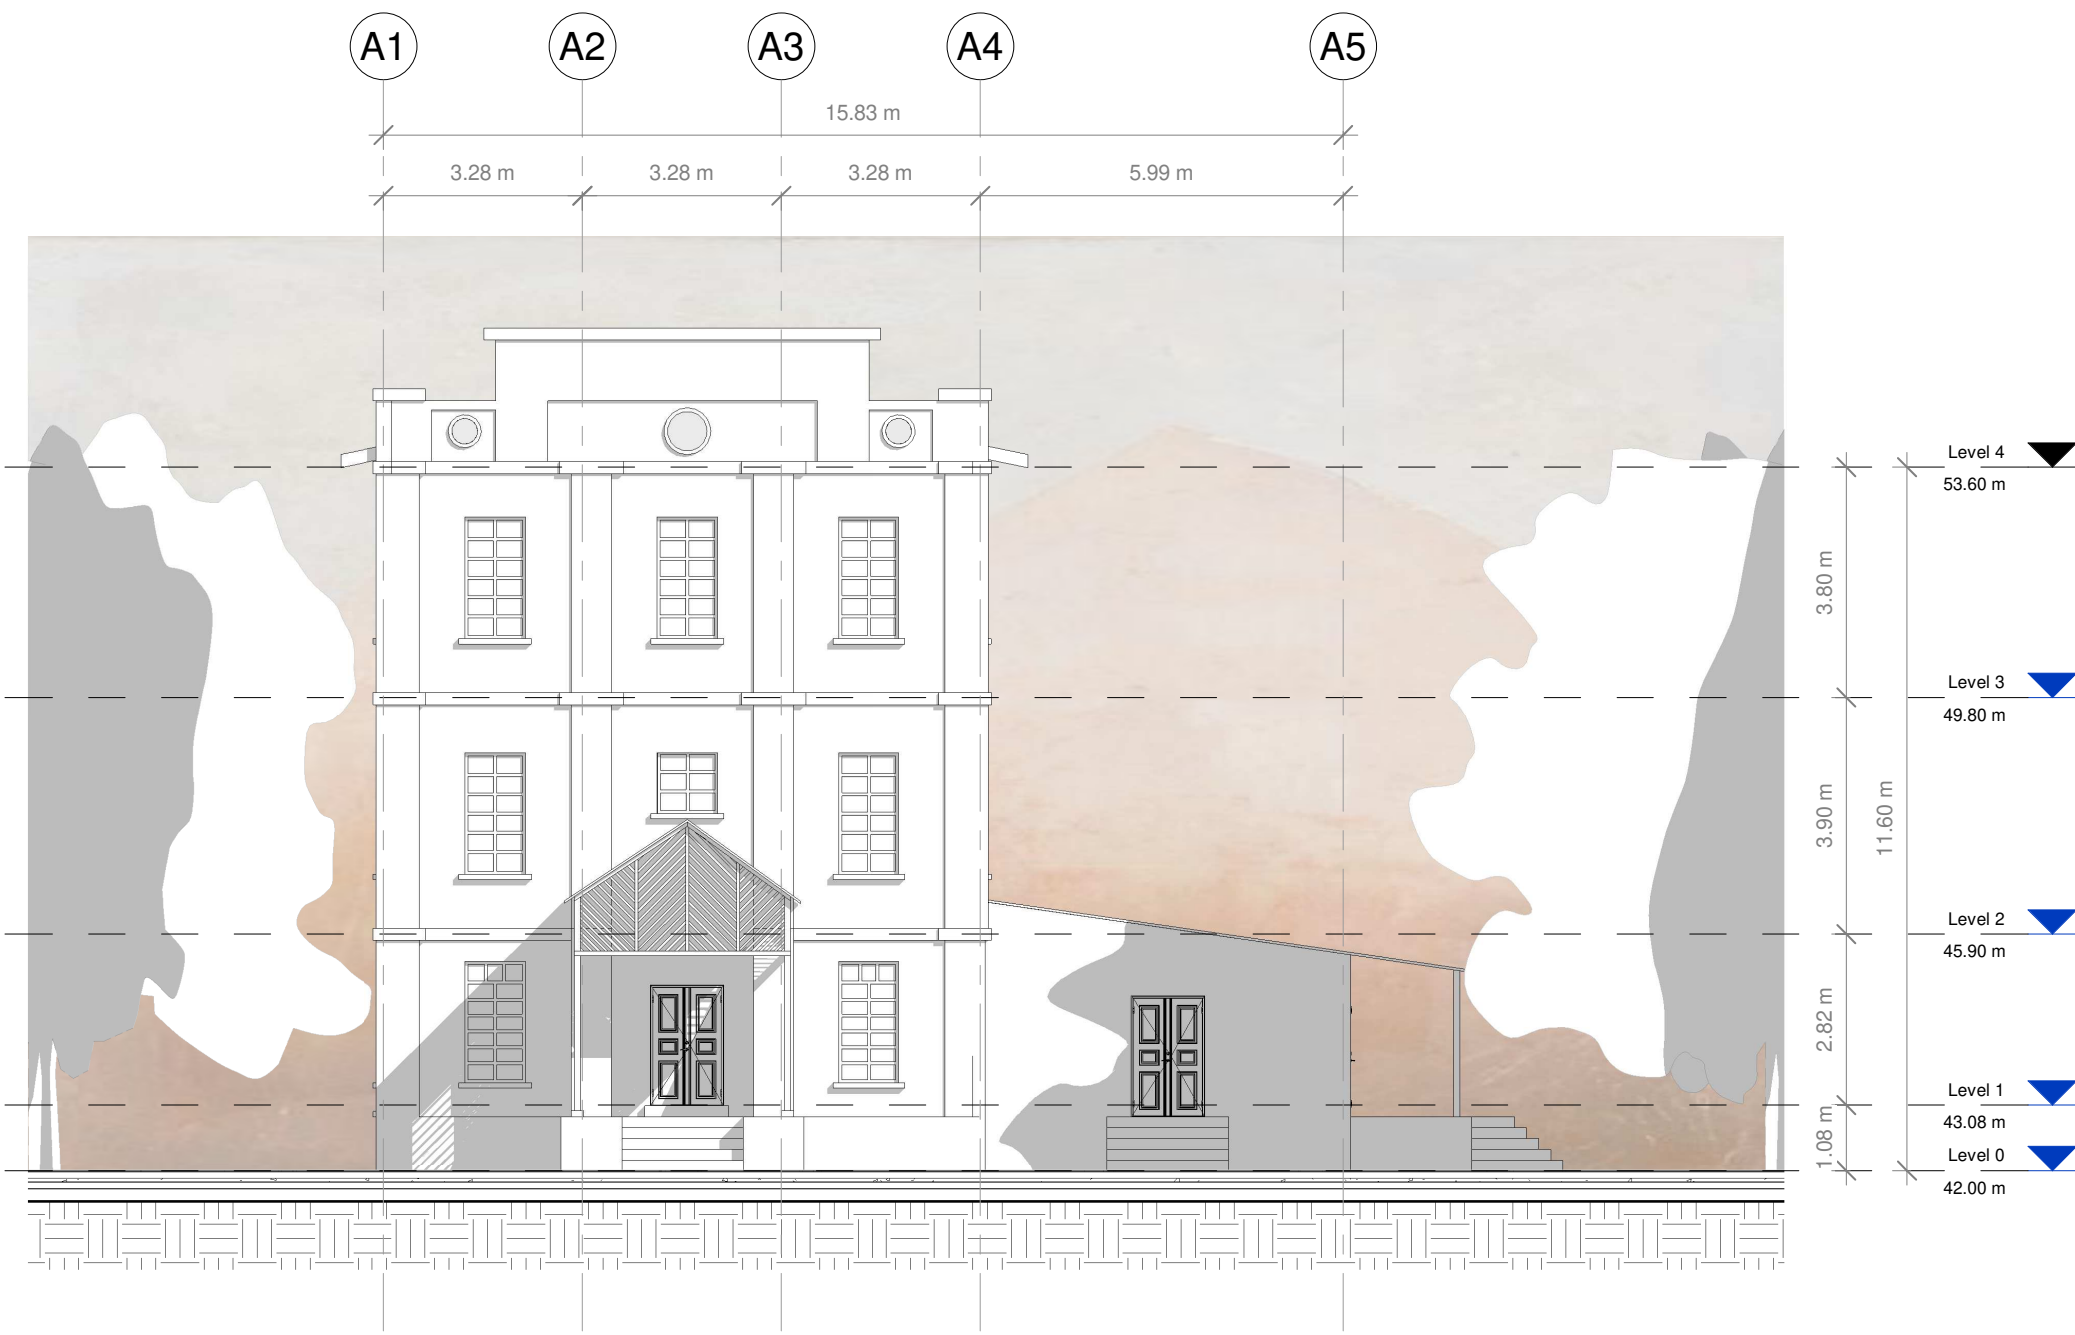 A1 A2 A3 A4 A5
15.83 m
3.28 m 3.28 m 3.28 m 5.99 m
Level 4
53.60 m
3.80 m
Level 3
49.80 m
3.90 m
11.60 m
Level 2
45.90 m
2.82 m
Level 1
43.08 m
1.08 m
Level 0
42.00 m